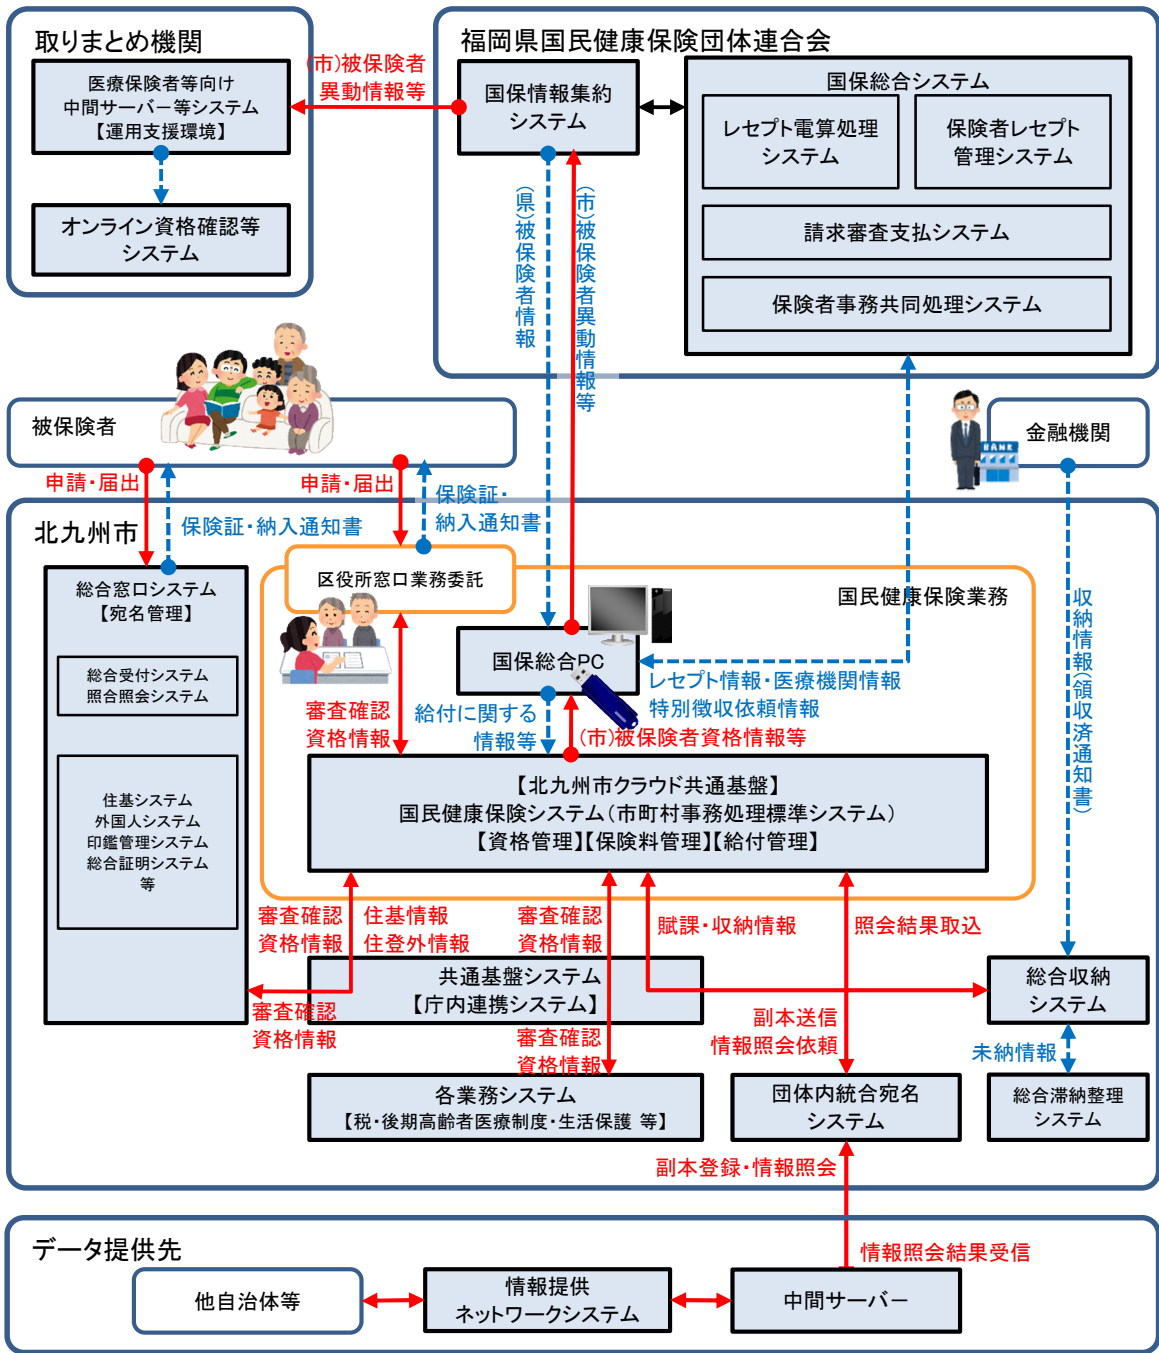 取りまとめ機関
医療保険者等向け
中間サーバー等システム
【運用支援環境】
オンライン資格確認等
システム
(市)被保険者
異動情報等
福岡県国民健康保険団体連合会
国保情報集約
システム
国保総合システム
レセプト電算処理
システム
保険者レセプト
管理システム
請求審査支払システム
保険者事務共同処理システム
(県)被保険者情報
(市)被保険者異動情報等
被保険者
金融機関
BANK
申請・届出
保険証・納入通知書
申請・届出
保険証・
納入通知書
北九州市
総合窓口システム
【宛名管理】
総合受付システム
照合照会システム
住基システム
外国人システム
印鑑管理システム
総合証明システム
等
区役所窓口業務委託
国民健康保険業務
国保総合PC
レセプト情報・医療機関情報
特別徴収依頼情報
収納情報(領収済通知書)
審査確認
資格情報
給付に関する
情報等
(市)被保険者資格情報等
【北九州市クラウド共通基盤】
国民健康保険システム(市町村事務処理標準システム)
【資格管理】【保険料管理】【給付管理】
審査確認
資格情報
住基情報
住登外情報
審査確認
資格情報
賦課・収納情報
照会結果取込
共通基盤システム
【庁内連携システム】
総合収納
システム
審査確認
資格情報
審査確認
資格情報
副本送信
情報照会依頼
未納情報
各業務システム
【税・後期高齢者医療制度・生活保護 等】
団体内統合宛名
システム
総合滞納整理
システム
副本登録・情報照会
データ提供先
情報照会結果受信
他自治体等
情報提供
ネットワークシステム
中間サーバー